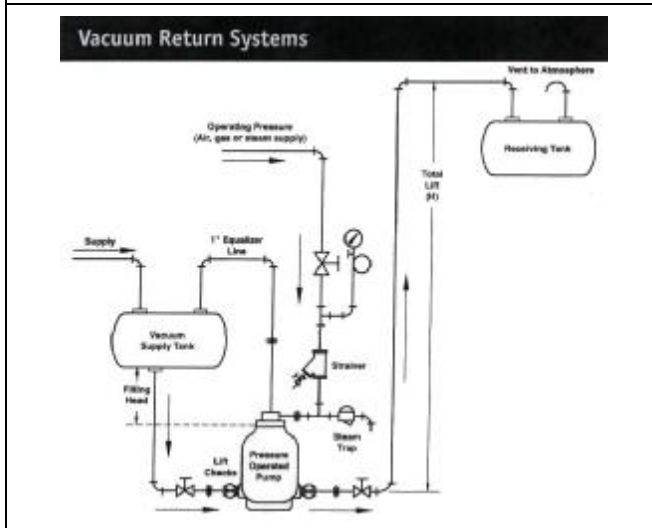 Vacuum Return Systems
Vent to Atmosphere
Operating Pressure
(Air, gas or steam supply)
Receiving Tank
Total
Lift
(H)
Supply
1" Equalizer
Line
Vacuum
Supply Tank
Strainer
Filling
Head
Steam
Trap
Lift
Checks
Pressure
Operated
Pump